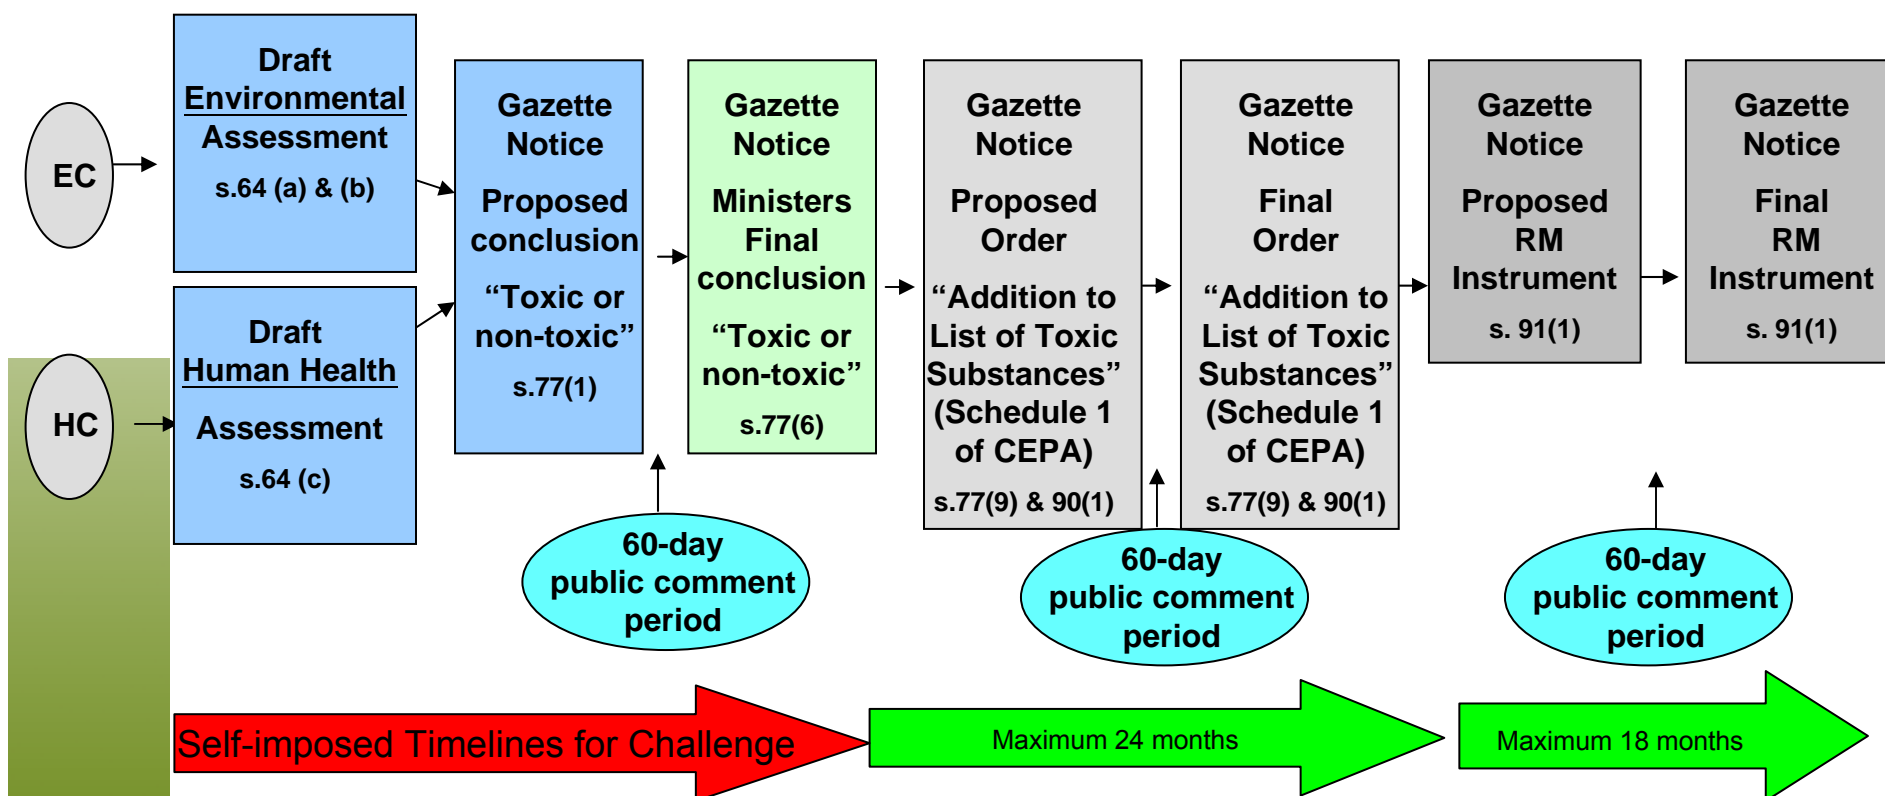 EC
Draft
Environmental
Assessment
s.64 (a) & (b)
HC
Draft
Human Health
Assessment
s.64 (c)
Gazette
Notice
Proposed
conclusion
“Toxic or
non-toxic”
s.77(1)
Gazette
Notice
Ministers
Final
conclusion
“Toxic or
non-toxic”
s.77(6)
Gazette
Notice
Proposed
Order
“Addition to
List of Toxic
Substances”
(Schedule 1
of CEPA)
s.77(9) & 90(1)
Gazette
Notice
Final
Order
“Addition to
List of Toxic
Substances”
(Schedule 1
of CEPA)
s.77(9) & 90(1)
Gazette
Notice
Proposed
RM
Instrument
s. 91(1)
Gazette
Notice
Final
RM
Instrument
s. 91(1)
60-day
public comment
period
60-day
public comment
period
60-day
public comment
period
Self-imposed Timelines for Challenge
Maximum 24 months
Maximum 18 months